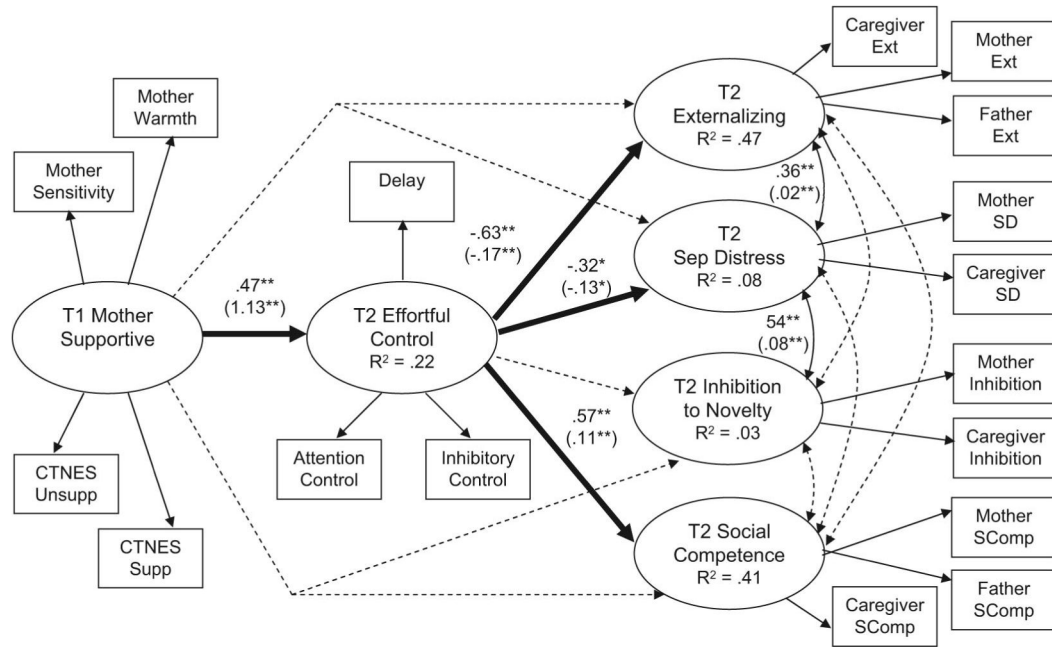 Caregiver
Ext
Mother
Ext
Father
Ext
T2
Externalizing
R² = .47
Mother
Warmth
Mother
Sensitivity
Delay
-.63**
(-.17**)
.36**
(.02**)
Mother
SD
Caregiver
SD
T2
Sep Distress
R² = .08
-.32*
(-.13*)
.47**
(1.13**)
T1 Mother
Supportive
T2 Effortful
Control
R² = .22
54**
(.08**)
T2 Inhibition
to Novelty
R² = .03
Mother
Inhibition
Caregiver
Inhibition
.57**
(.11**)
CTNES
Unsupp
Attention
Control
Inhibitory
Control
CTNES
Supp
T2 Social
Competence
R² = .41
Mother
SComp
Father
SComp
Caregiver
SComp